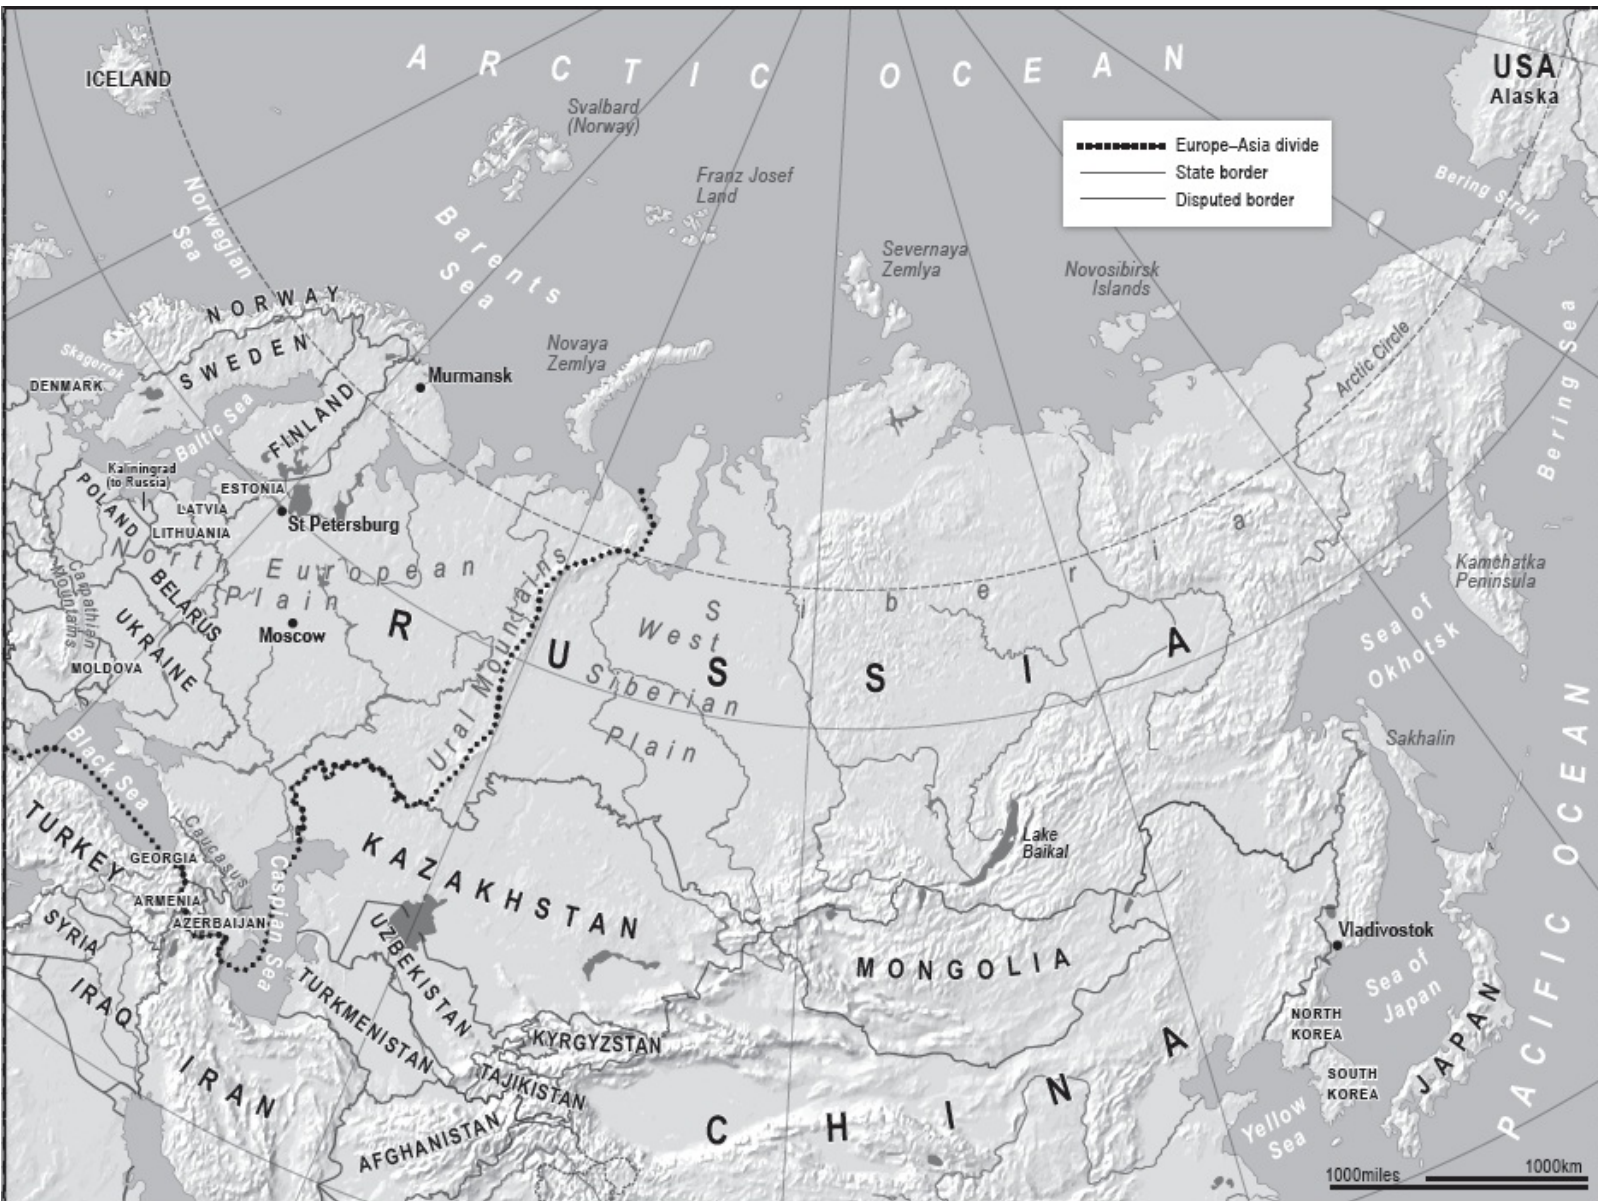 ARCTIC OCEAN
ICELAND
USA
Alaska
Svalbard
(Norway)
Europe–Asia divide
State border
Disputed border
Franz Josef
Land
Bering Strait
Norwegian
Sea
Barents
Sea
Severnaya
Zemlya
Novosibirsk
Islands
NORWAY
SWEDEN
Skagerrak
DENMARK
Novaya
Zemlya
Murmansk
Arctic Circle
Bering Sea
Baltic Sea
FINLAND
Kaliningrad
(to Russia)
POLAND
ESTONIA
LATVIA
LITHUANIA
St Petersburg
North European
Plain
Carpathian
Mountains
BELARUS
UKRAINE
MOLDOVA
Moscow
RUSSIA
Ural Mountains
Siberia
West
Siberian
Plain
Kamchatka
Peninsula
Sea of
Okhotsk
Sakhalin
Black Sea
TURKEY
Caucasus
GEORGIA
ARMENIA
AZERBAIJAN
Caspian Sea
KAZAKHSTAN
Lake
Baikal
SYRIA
IRAQ
IRAN
UZBEKISTAN
TURKMENISTAN
KYRGYZSTAN
TAJIKISTAN
AFGHANISTAN
MONGOLIA
CHINA
Vladivostok
Sea of
Japan
NORTH
KOREA
SOUTH
KOREA
JAPAN
Yellow
Sea
PACIFIC OCEAN
1000miles
1000km